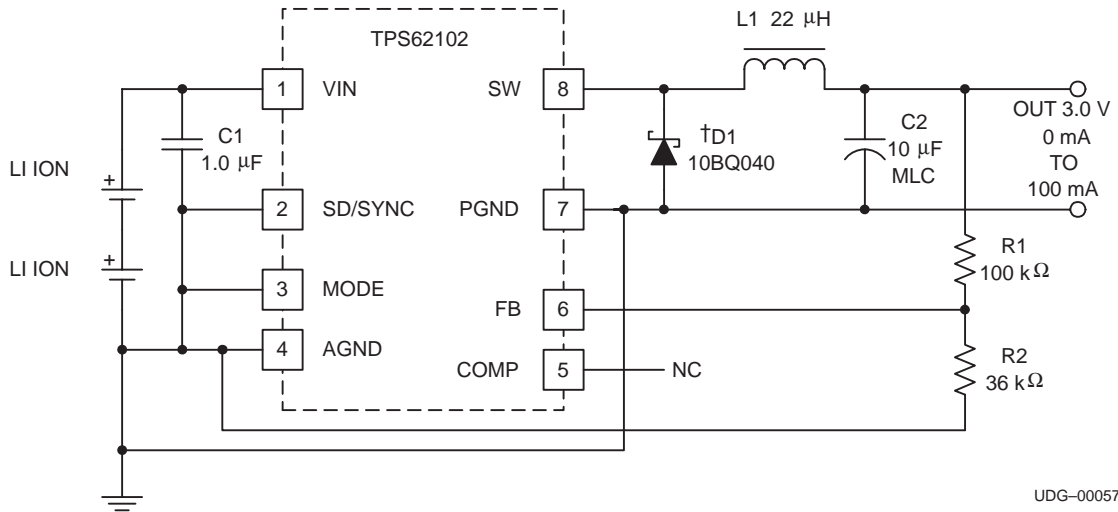 TPS62102
L1 22 µH
1
VIN
SW
8
C1
1.0 µF
†D1
10BQ040
C2
10 µF
MLC
OUT 3.0 V
0 mA
TO
100 mA
LI ION
+
2
SD/SYNC
PGND
7
LI ION
+
3
MODE
FB
6
R1
100 kΩ
4
AGND
COMP
5
NC
R2
36 kΩ
UDG–00057